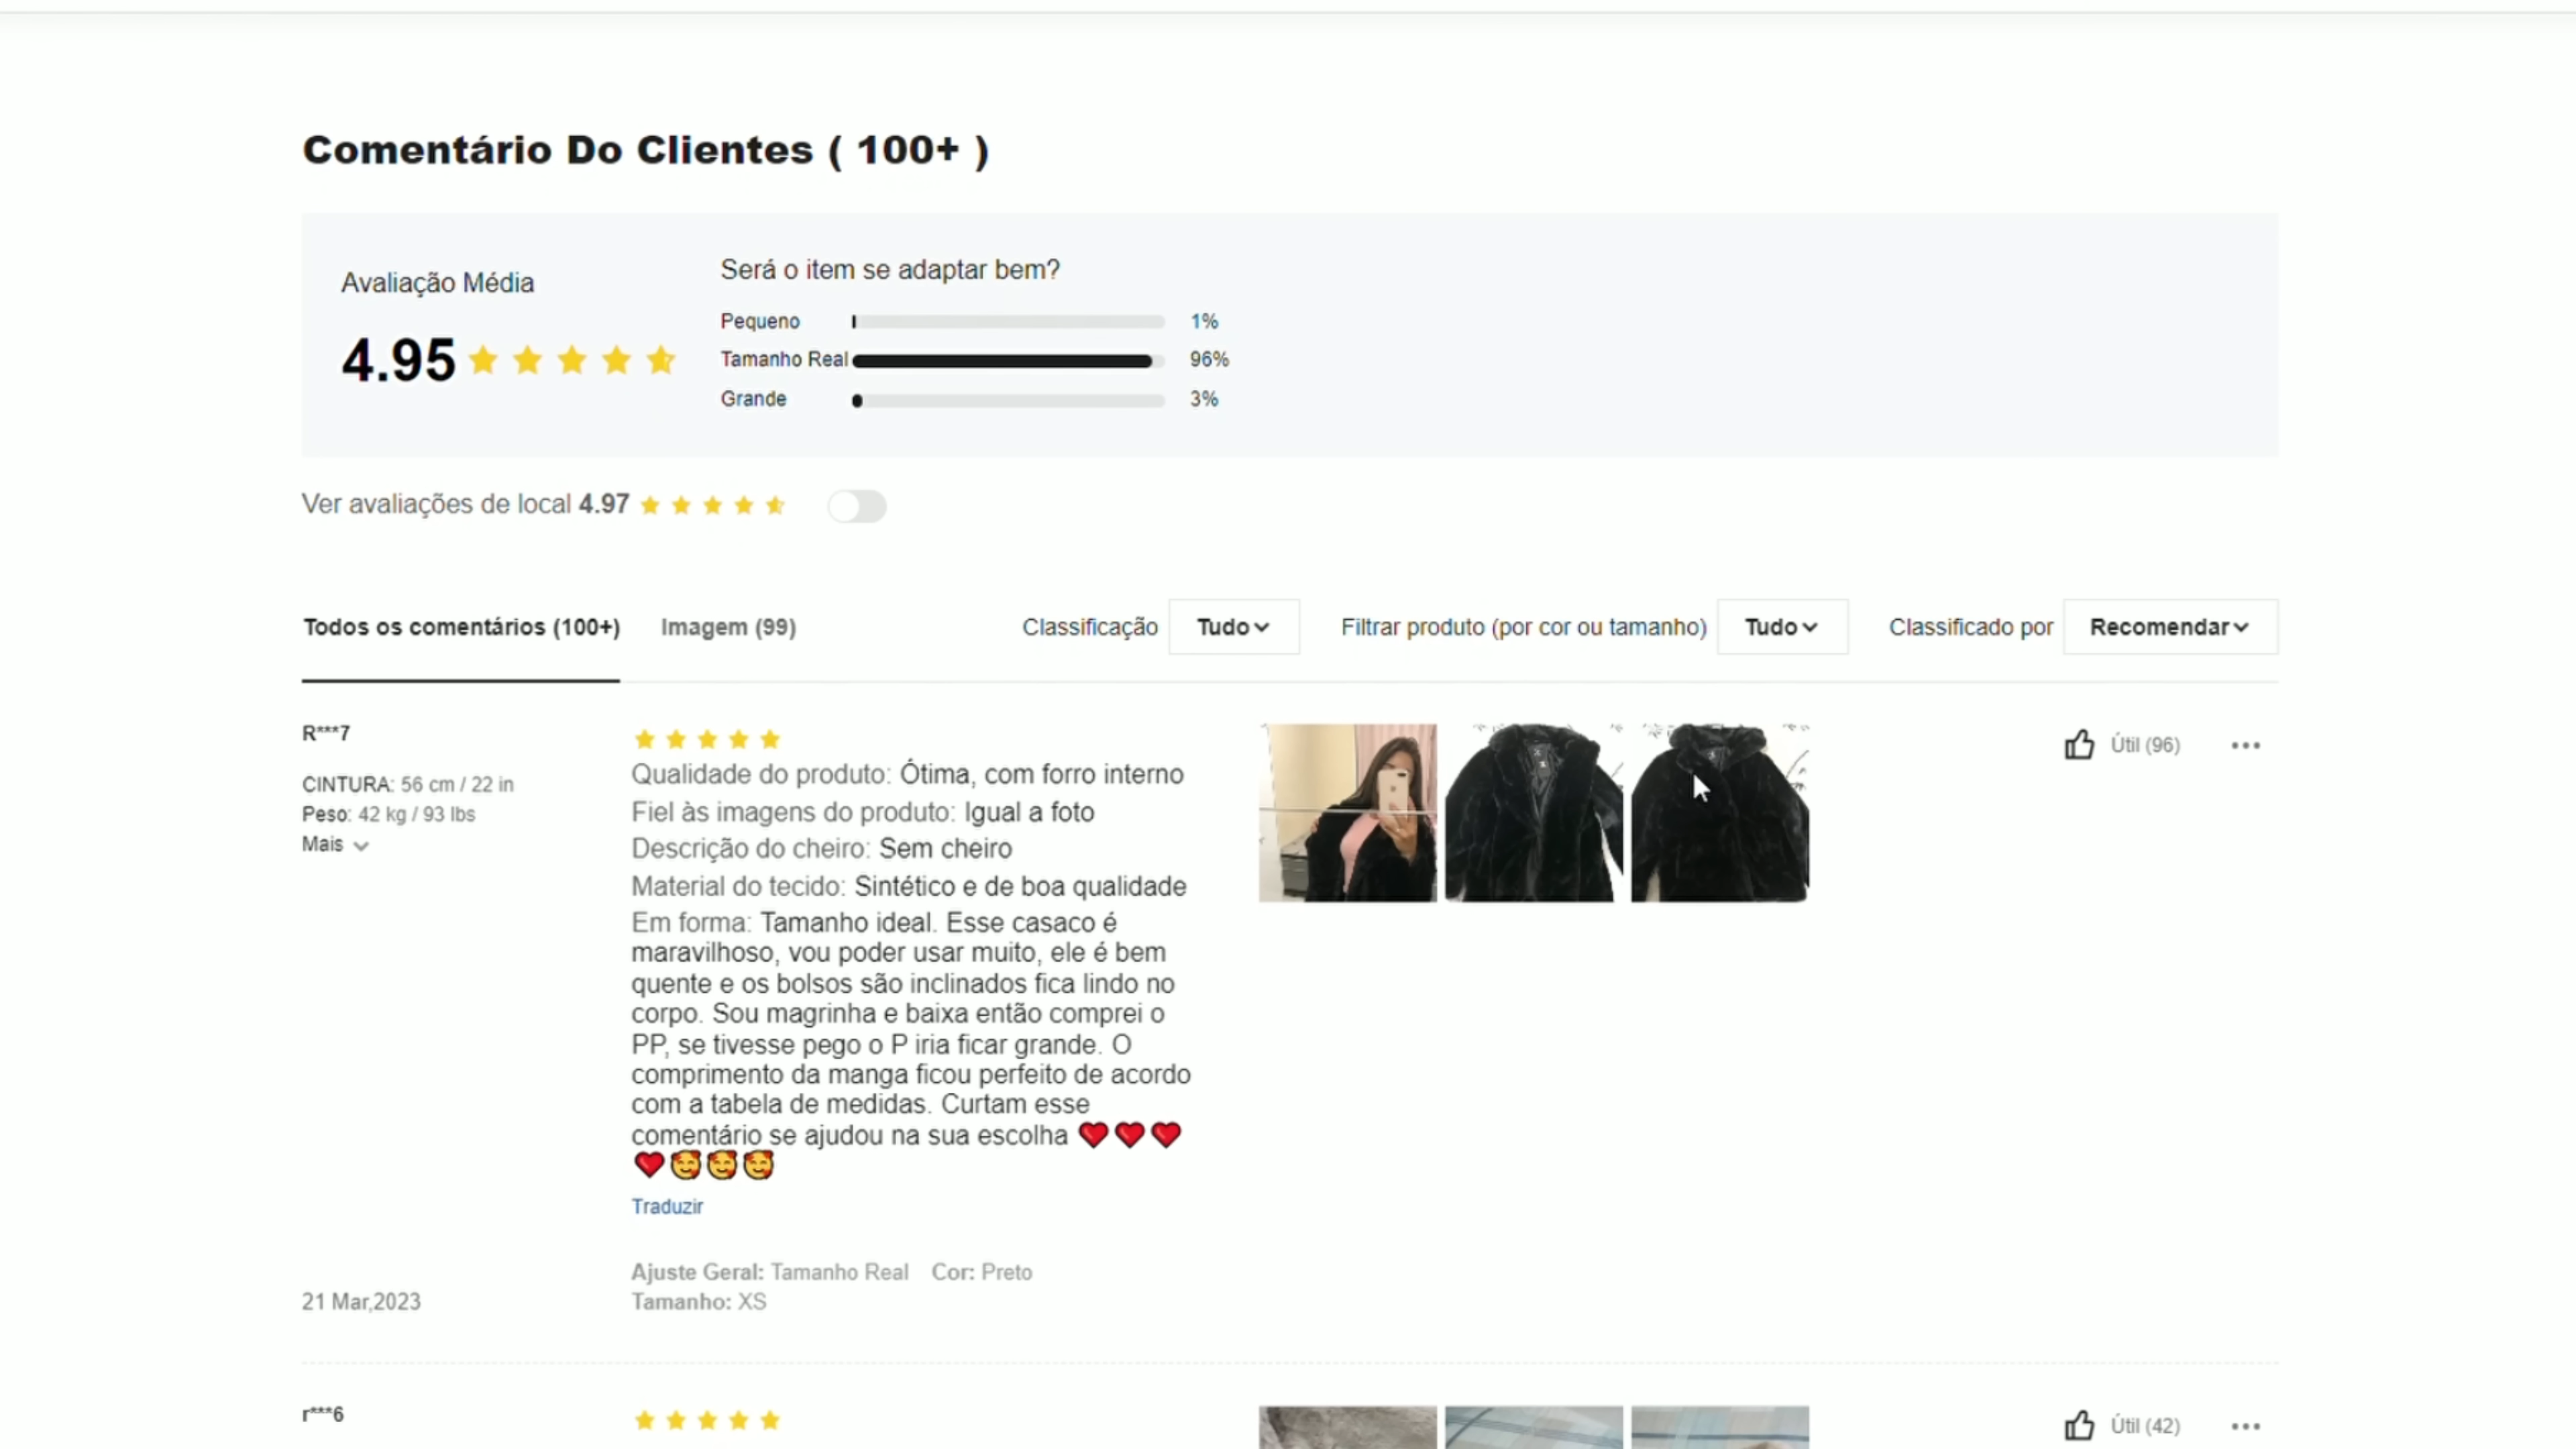 Comentário Do Clientes ( 100+ )
Avaliação Média
4.95
Será o item se adaptar bem?
Pequeno 1%
Tamanho Real 96%
Grande 3%
Ver avaliações de local 4.97
Todos os comentários (100+) Imagem (99) Classificação Tudo Filtrar produto (por cor ou tamanho) Tudo Classificado por Recomendar
R***7
CINTURA: 56 cm / 22 in
Peso: 42 kg / 93 lbs
Mais
Qualidade do produto: Ótima, com forro interno
Fiel às imagens do produto: Igual a foto
Descrição do cheiro: Sem cheiro
Material do tecido: Sintético e de boa qualidade
Em forma: Tamanho ideal. Esse casaco é
maravilhoso, vou poder usar muito, ele é bem
quente e os bolsos são inclinados fica lindo no
corpo. Sou magrinha e baixa então comprei o
PP, se tivesse pego o P iria ficar grande. O
comprimento da manga ficou perfeito de acordo
com a tabela de medidas. Curtam esse
comentário se ajudou na sua escolha ❤️❤️❤️
❤️🥰🥰🥰
Traduzir
Ajuste Geral: Tamanho Real Cor: Preto
Tamanho: XS
21 Mar,2023
Útil (96)
r***6
Útil (42)